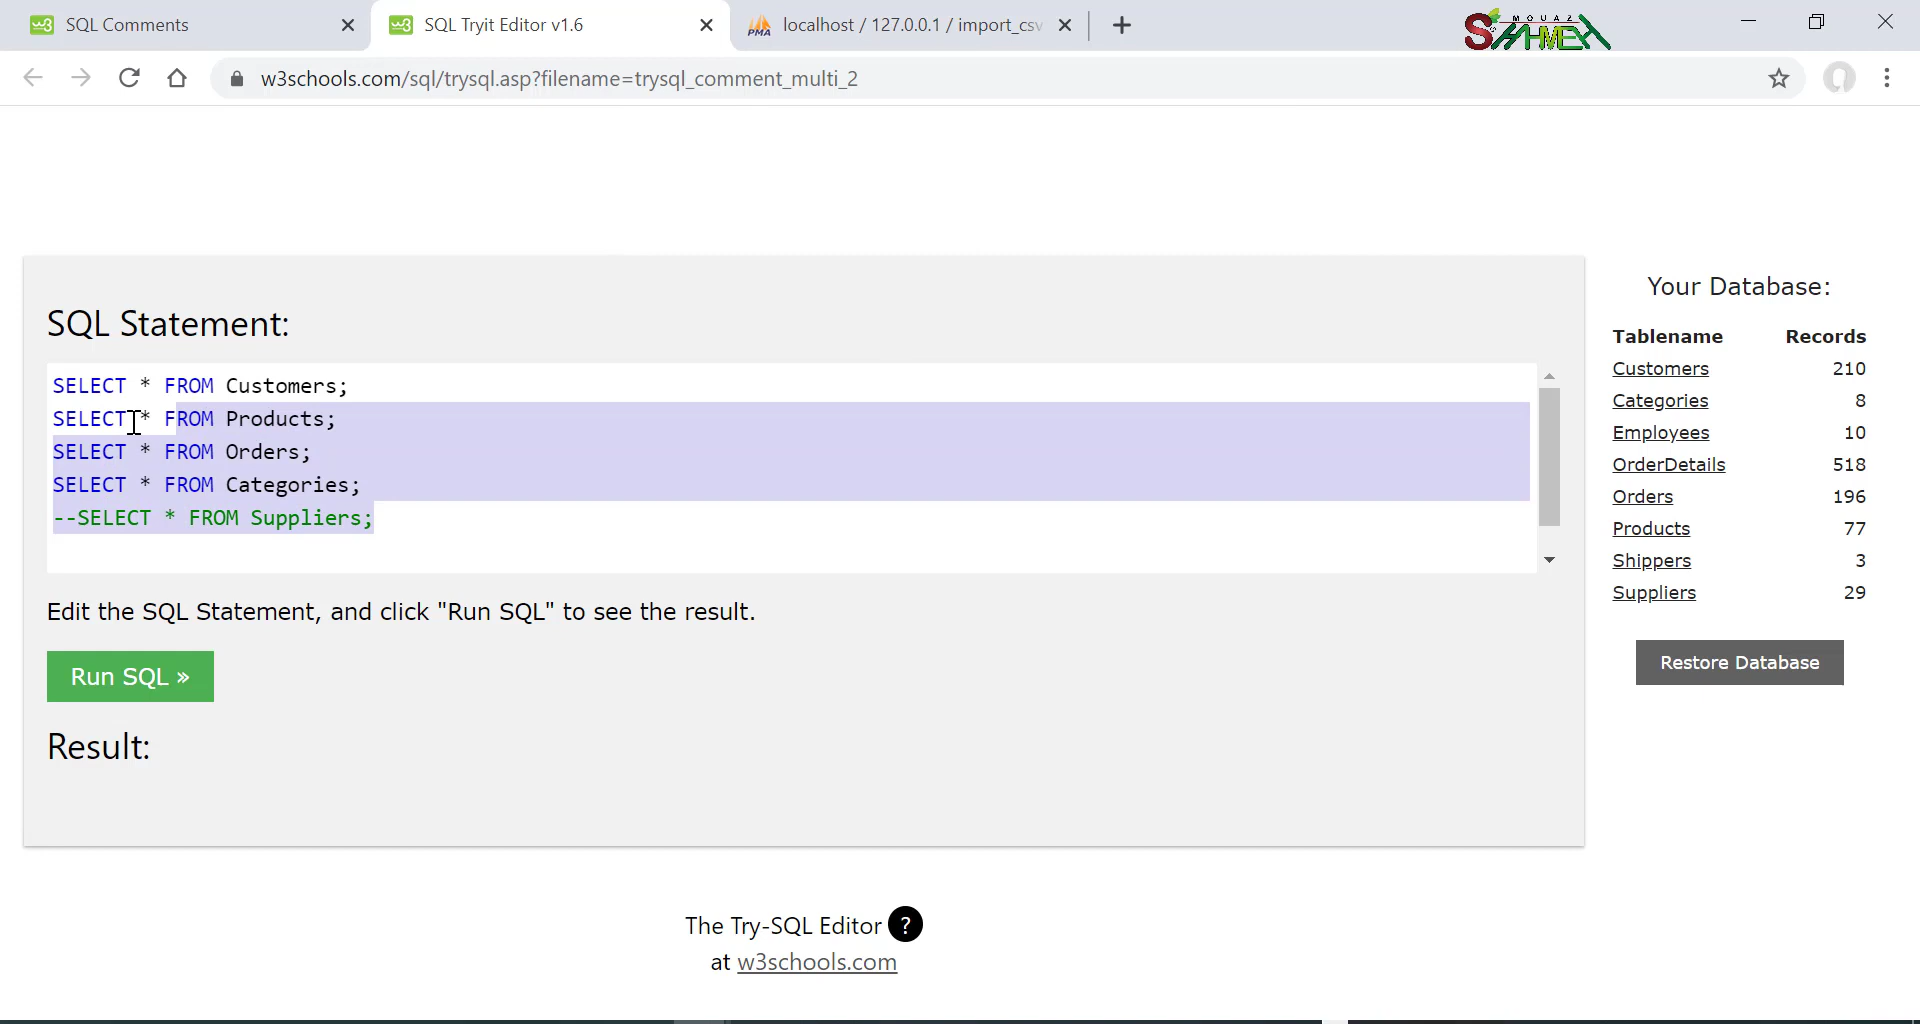 SQL Comments
SQL Tryit Editor v1.6
localhost / 127.0.0.1 / import_csv
MOUAZ
SHAHMEH
w3schools.com/sql/trysql.asp?filename=trysql_comment_multi_2
SQL Statement:
SELECT * FROM Customers;
SELECT * FROM Products;
SELECT * FROM Orders;
SELECT * FROM Categories;
--SELECT * FROM Suppliers;
Edit the SQL Statement, and click "Run SQL" to see the result.
Run SQL »
Result:
The Try-SQL Editor ?
at w3schools.com
Your Database:
Tablename Records
Customers 210
Categories 8
Employees 10
OrderDetails 518
Orders 196
Products 77
Shippers 3
Suppliers 29
Restore Database